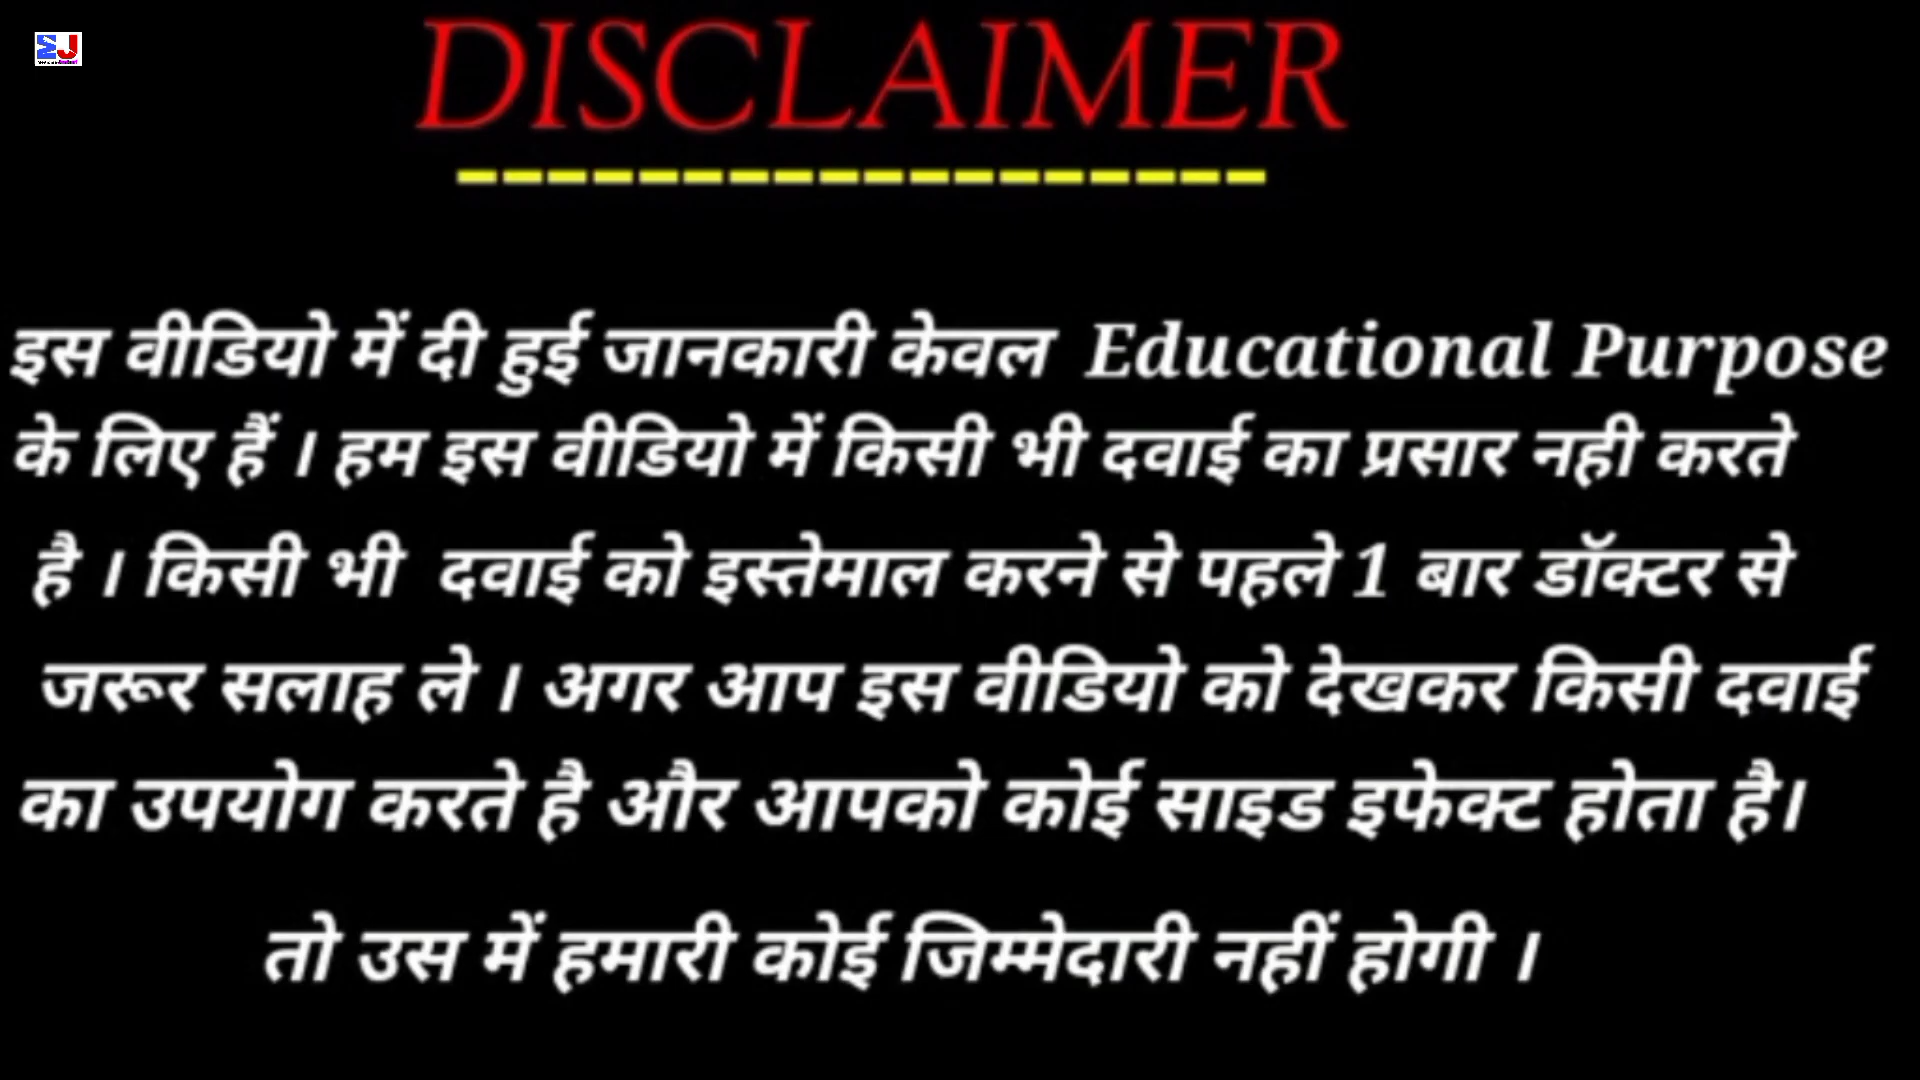 DISCLAIMER
इस वीडियो में दी हुई जानकारी केवल Educational Purpose
के लिए हैं । हम इस वीडियो में किसी भी दवाई का प्रसार नही करते
है । किसी भी दवाई को इस्तेमाल करने से पहले 1 बार डॉक्टर से
जरूर सलाह ले । अगर आप इस वीडियो को देखकर किसी दवाई
का उपयोग करते है और आपको कोई साइड इफेक्ट होता है।
तो उस में हमारी कोई जिम्मेदारी नहीं होगी ।